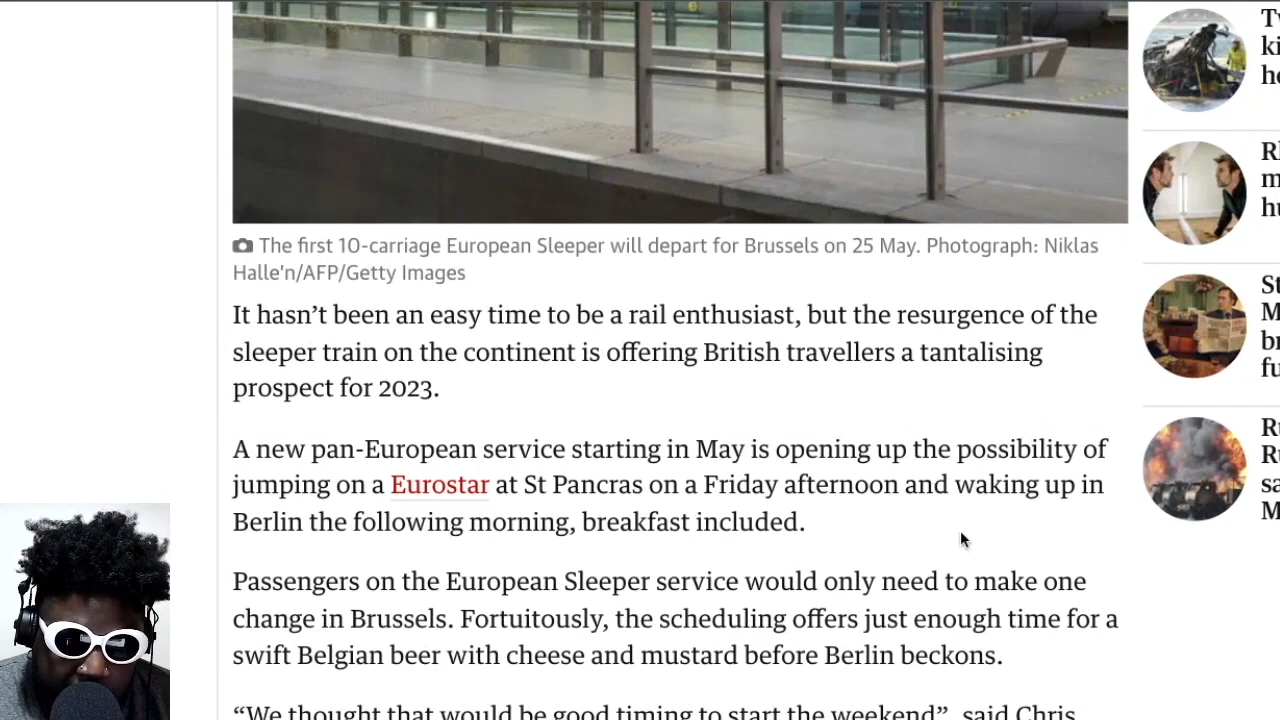 The first 10-carriage European Sleeper will depart for Brussels on 25 May. Photograph: Niklas
Halle'n/AFP/Getty Images
It hasn’t been an easy time to be a rail enthusiast, but the resurgence of the
sleeper train on the continent is offering British travellers a tantalising
prospect for 2023.
A new pan-European service starting in May is opening up the possibility of
jumping on a Eurostar at St Pancras on a Friday afternoon and waking up in
Berlin the following morning, breakfast included.
Passengers on the European Sleeper service would only need to make one
change in Brussels. Fortuitously, the scheduling offers just enough time for a
swift Belgian beer with cheese and mustard before Berlin beckons.
“We thought that would be good timing to start the weekend”, said Chris